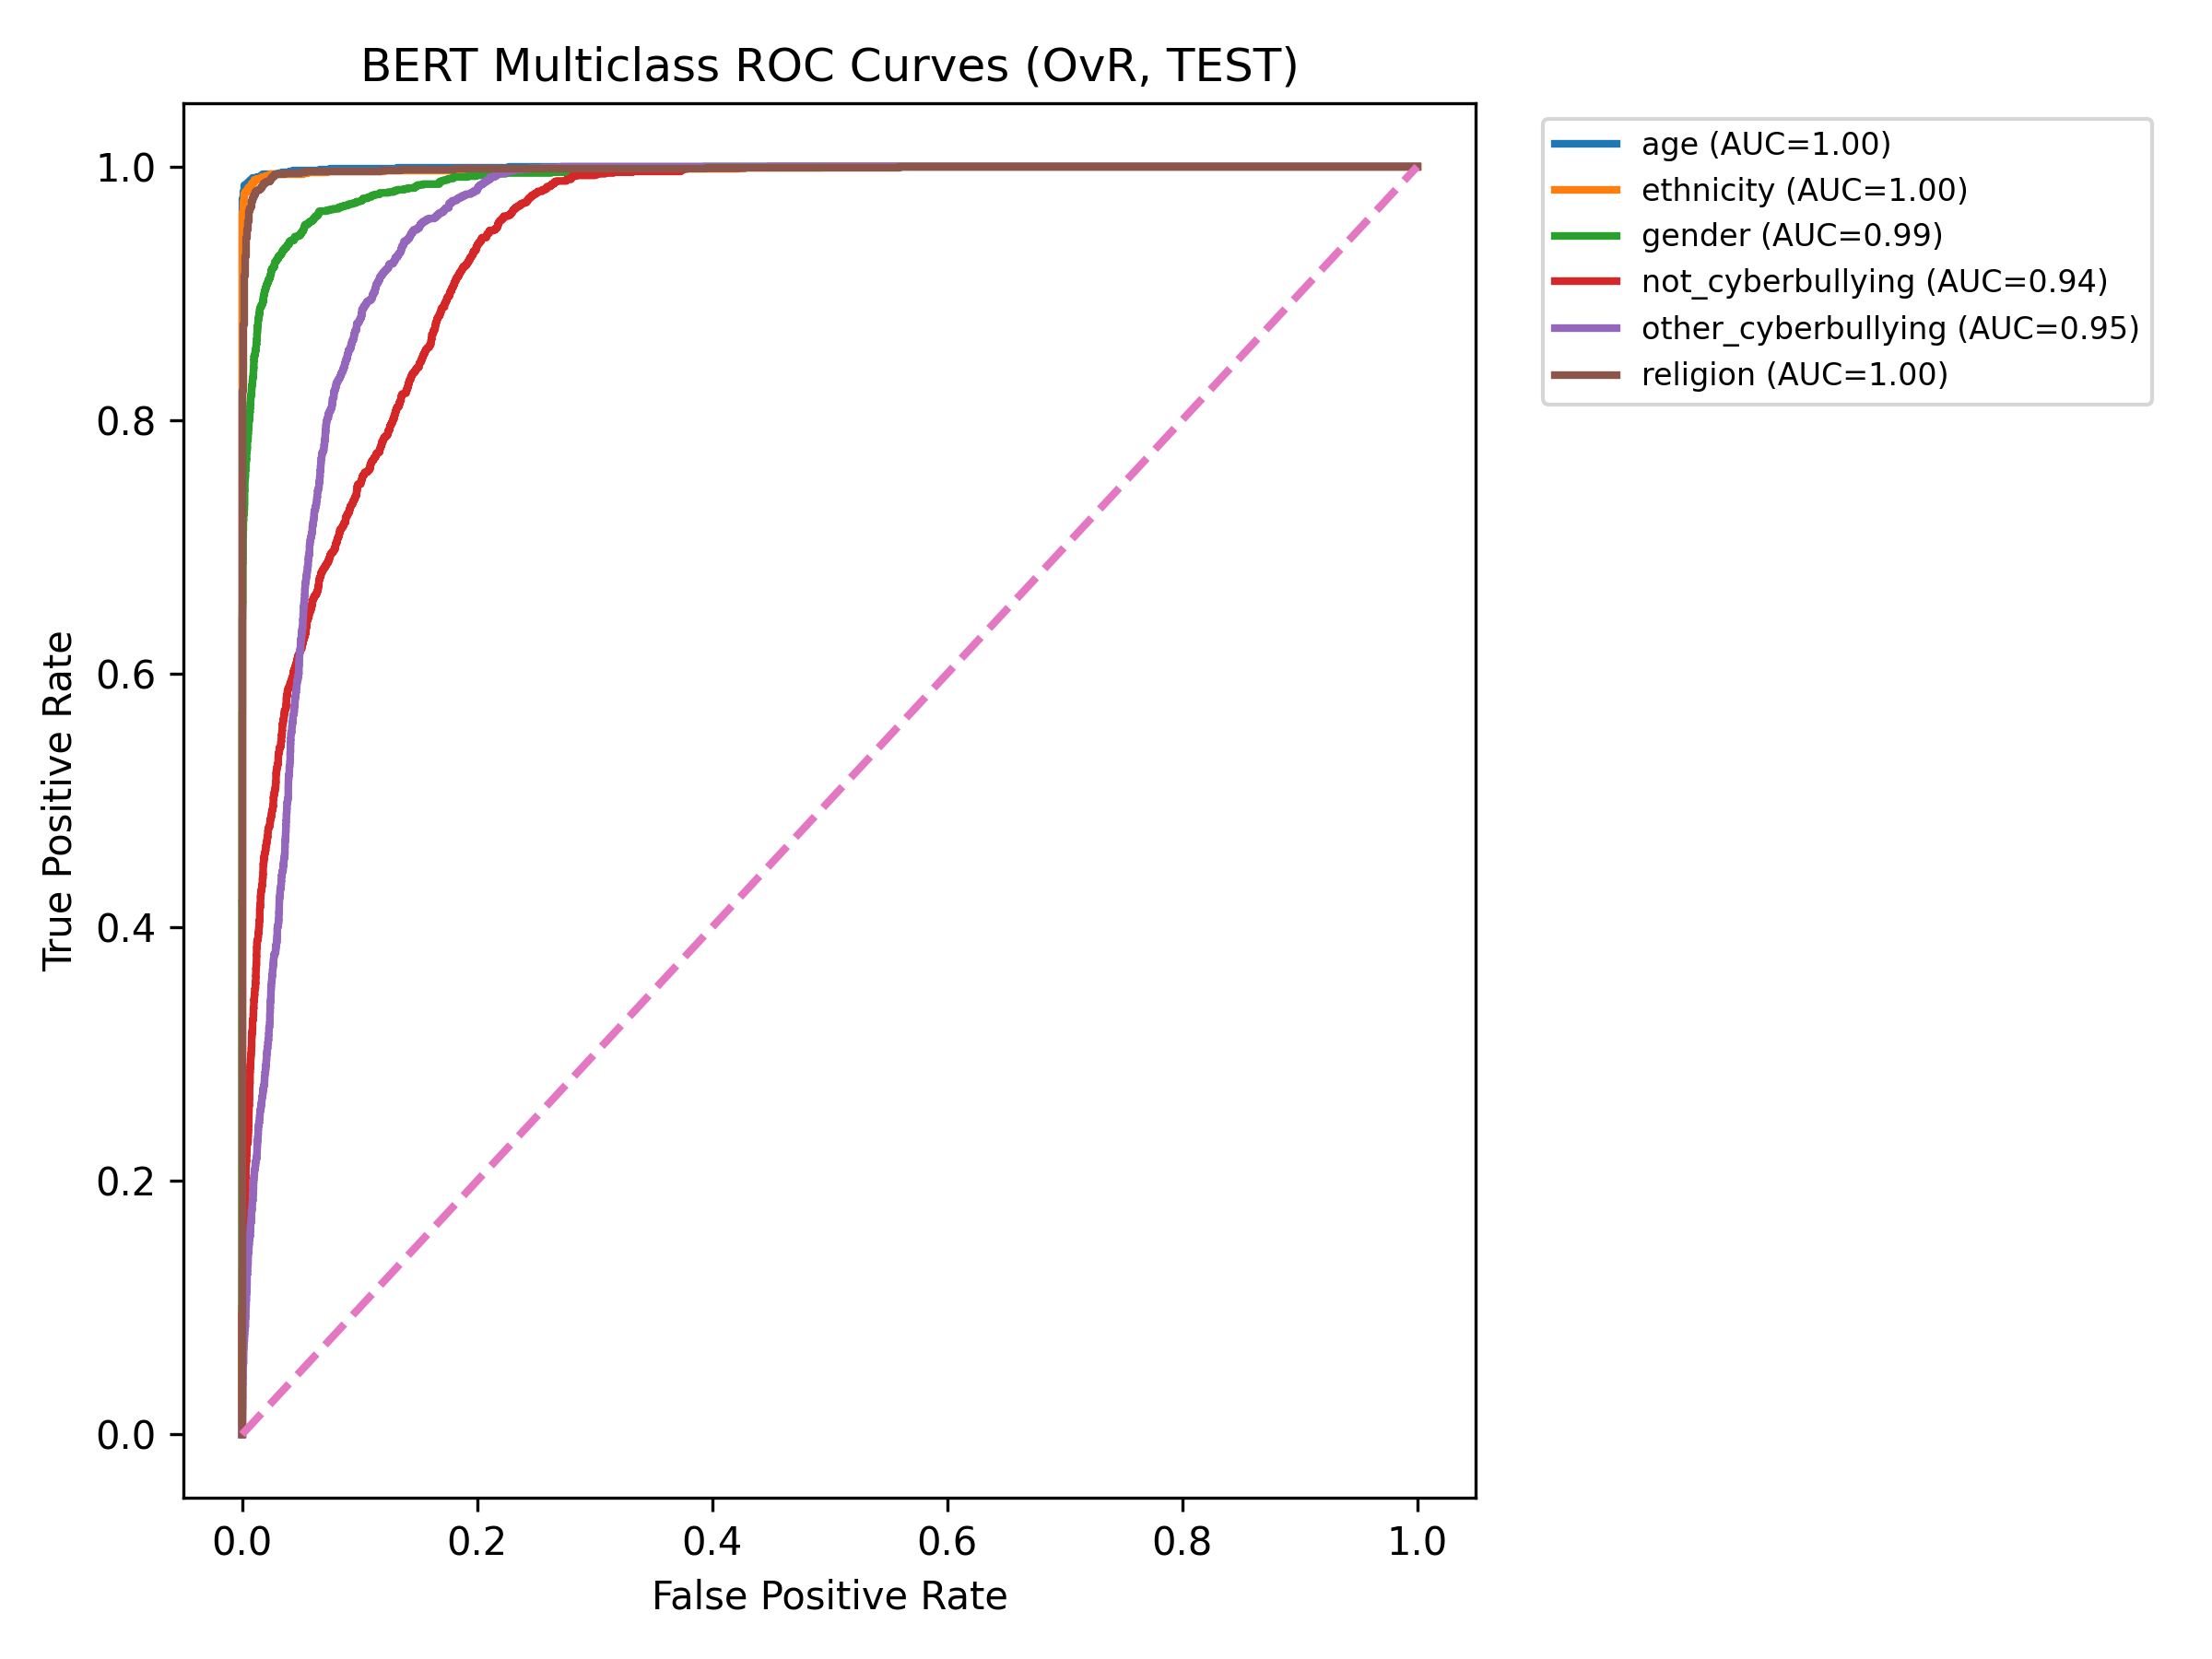 BERT Multiclass ROC Curves (OvR, TEST)
age (AUC=1.00)
ethnicity (AUC=1.00)
gender (AUC=0.99)
not_cyberbullying (AUC=0.94)
other_cyberbullying (AUC=0.95)
religion (AUC=1.00)
True Positive Rate
1.0
0.8
0.6
0.4
0.2
0.0
0.0 0.2 0.4 0.6 0.8 1.0
False Positive Rate